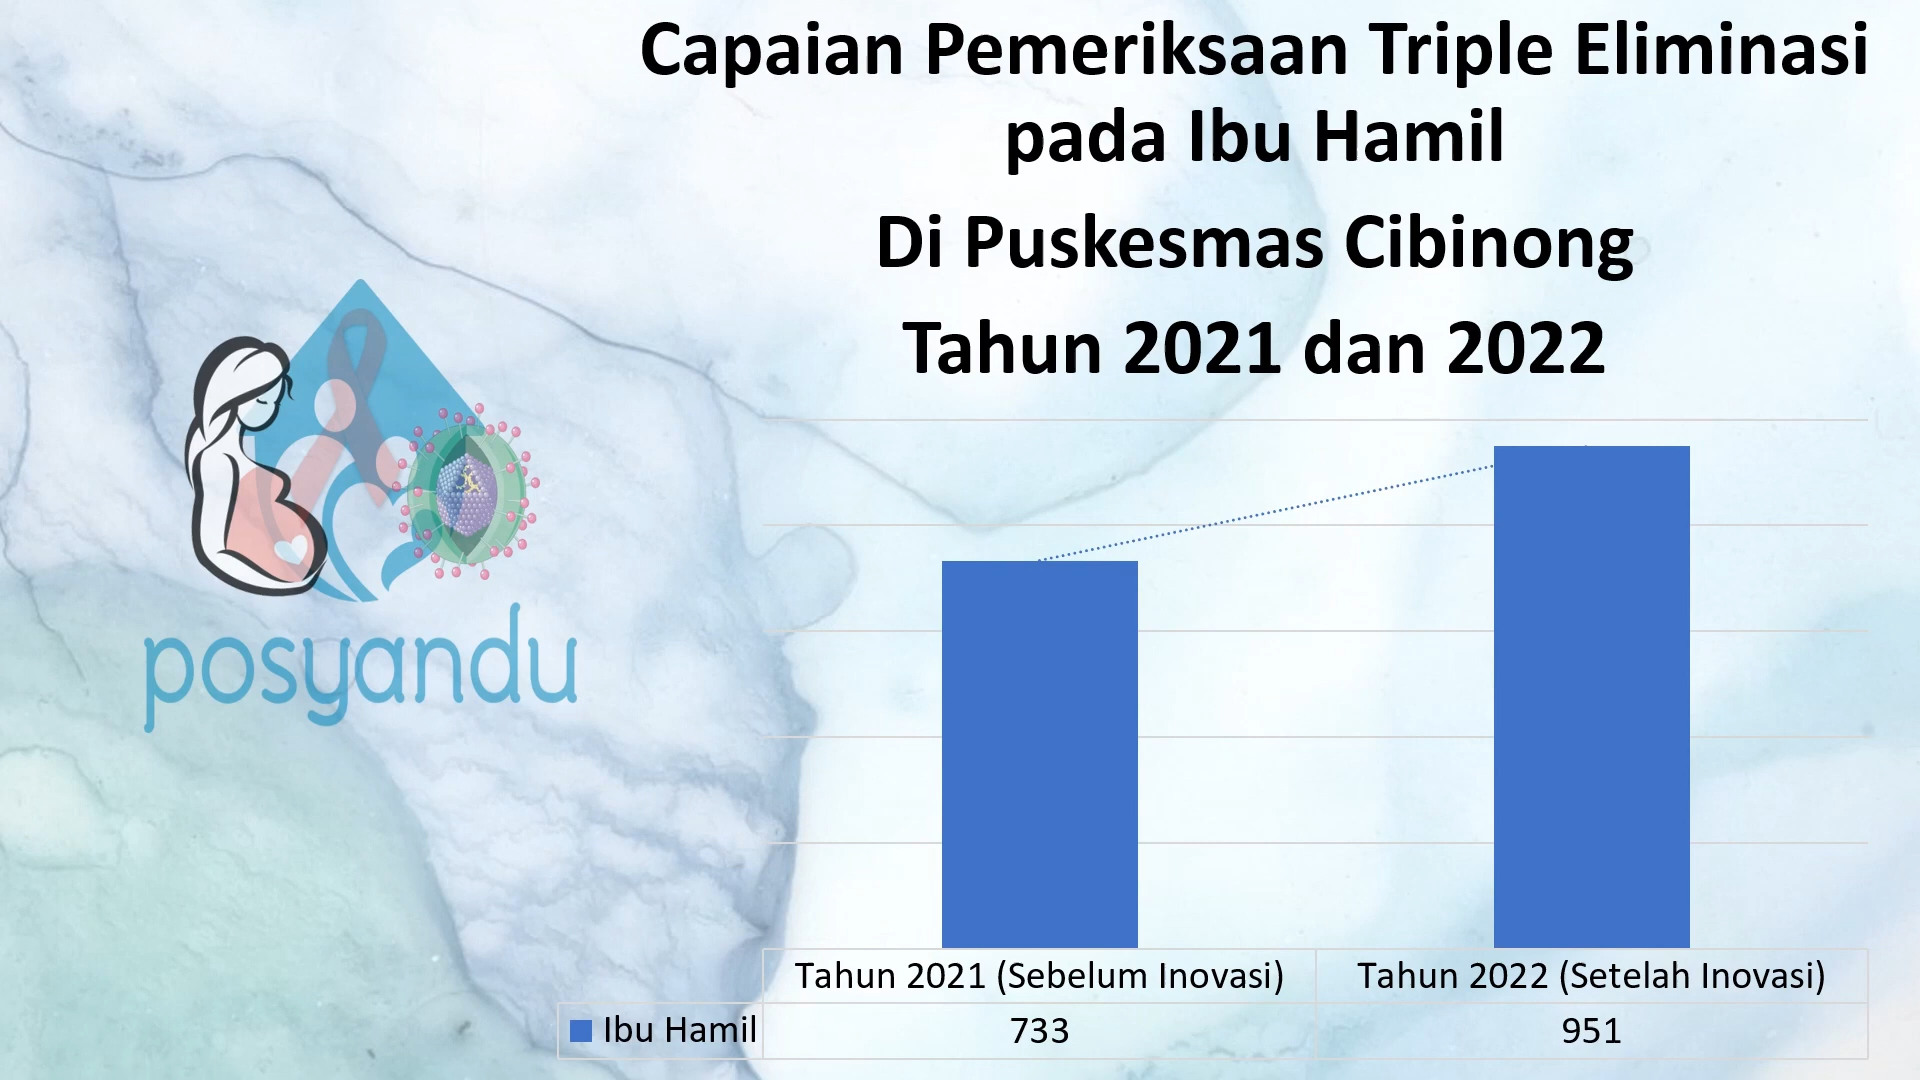 Capaian Pemeriksaan Triple Eliminasi
pada Ibu Hamil
Di Puskesmas Cibinong
Tahun 2021 dan 2022
posyandu
Tahun 2021 (Sebelum Inovasi) Tahun 2022 (Setelah Inovasi)
Ibu Hamil 733 951